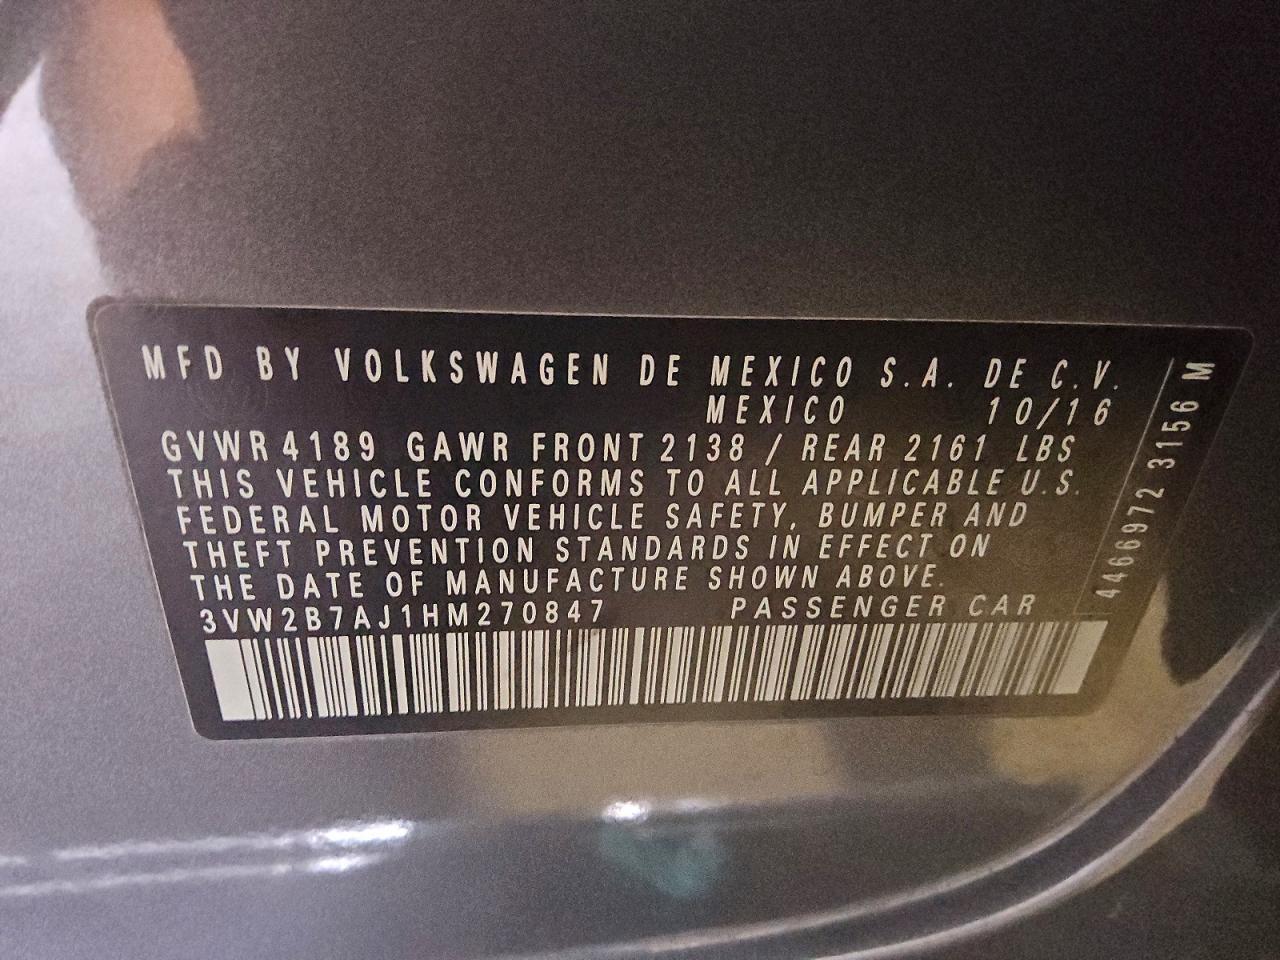 MFD BY VOLKSWAGEN DE MEXICO S.A. DE C.V.
MEXICO 10/16
GVWR 4189 GAWR FRONT 2138 / REAR 2161 LBS
THIS VEHICLE CONFORMS TO ALL APPLICABLE U.S.
FEDERAL MOTOR VEHICLE SAFETY, BUMPER AND
THEFT PREVENTION STANDARDS IN EFFECT ON
THE DATE OF MANUFACTURE SHOWN ABOVE.
3VW2B7AJ1HM270847 PASSENGER CAR
4466972 3156 M